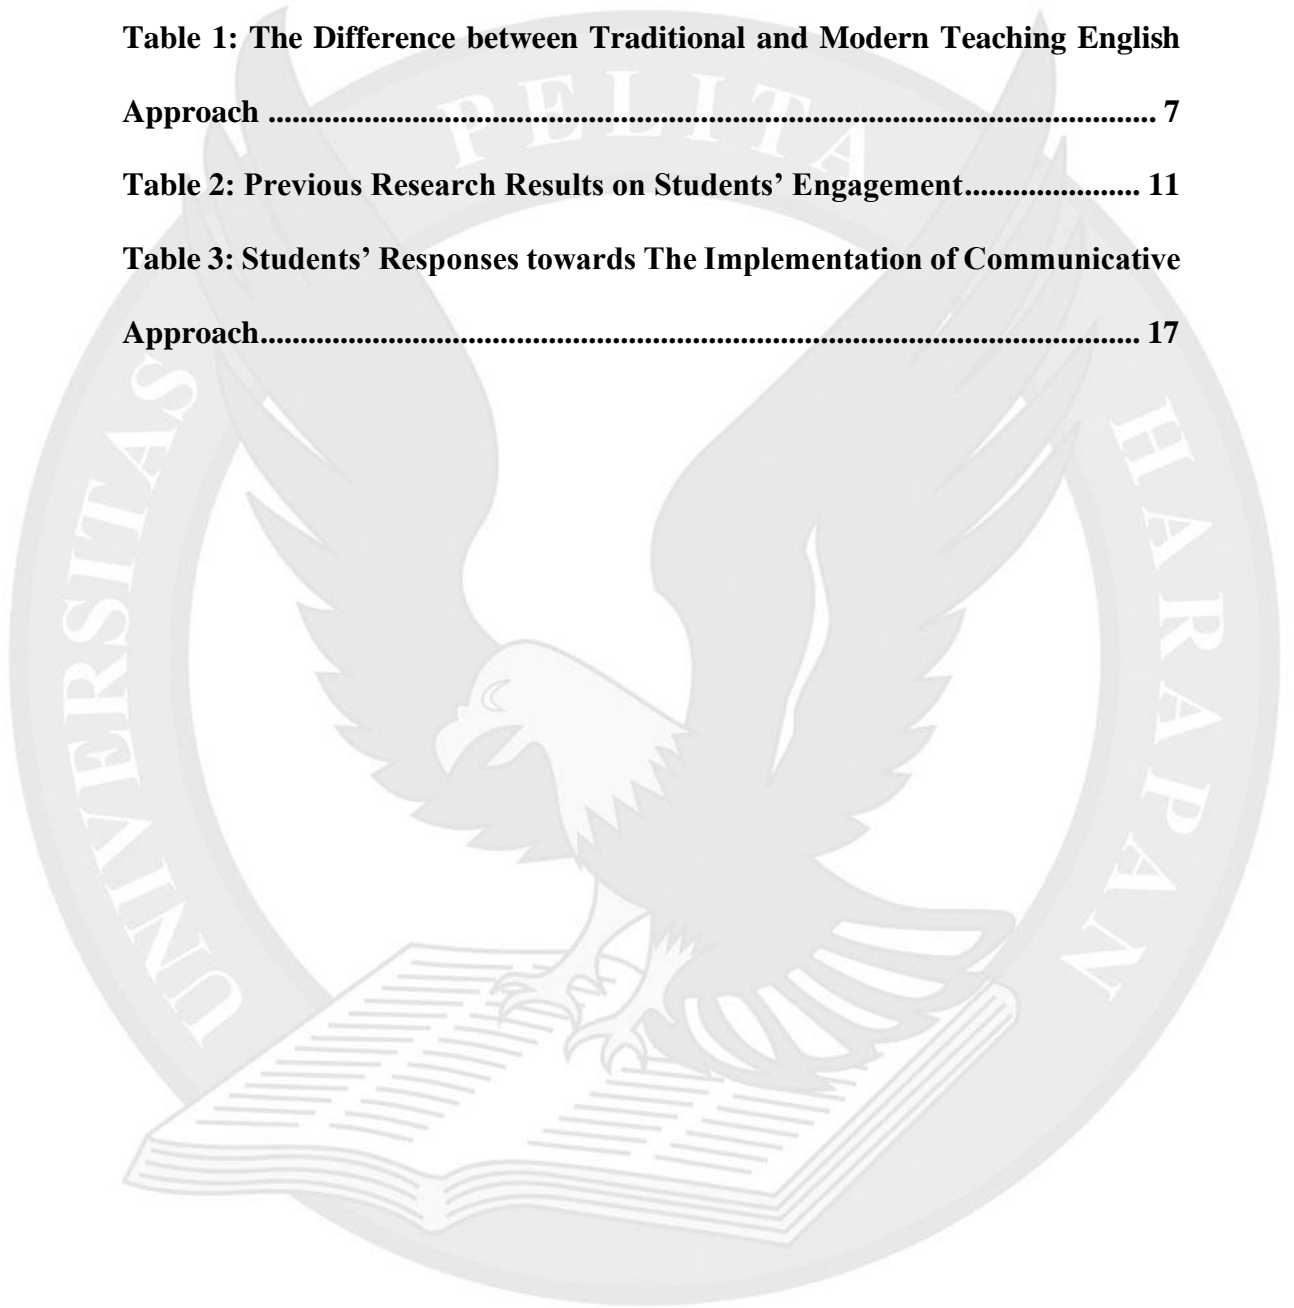 Table 1: The Difference between Traditional and Modern Teaching English
Approach ............................................................................................................... 7
Table 2: Previous Research Results on Students’ Engagement...................... 11
Table 3: Students’ Responses towards The Implementation of Communicative
Approach.............................................................................................................. 17
UNIVERSITAS PELITA HARAPAN